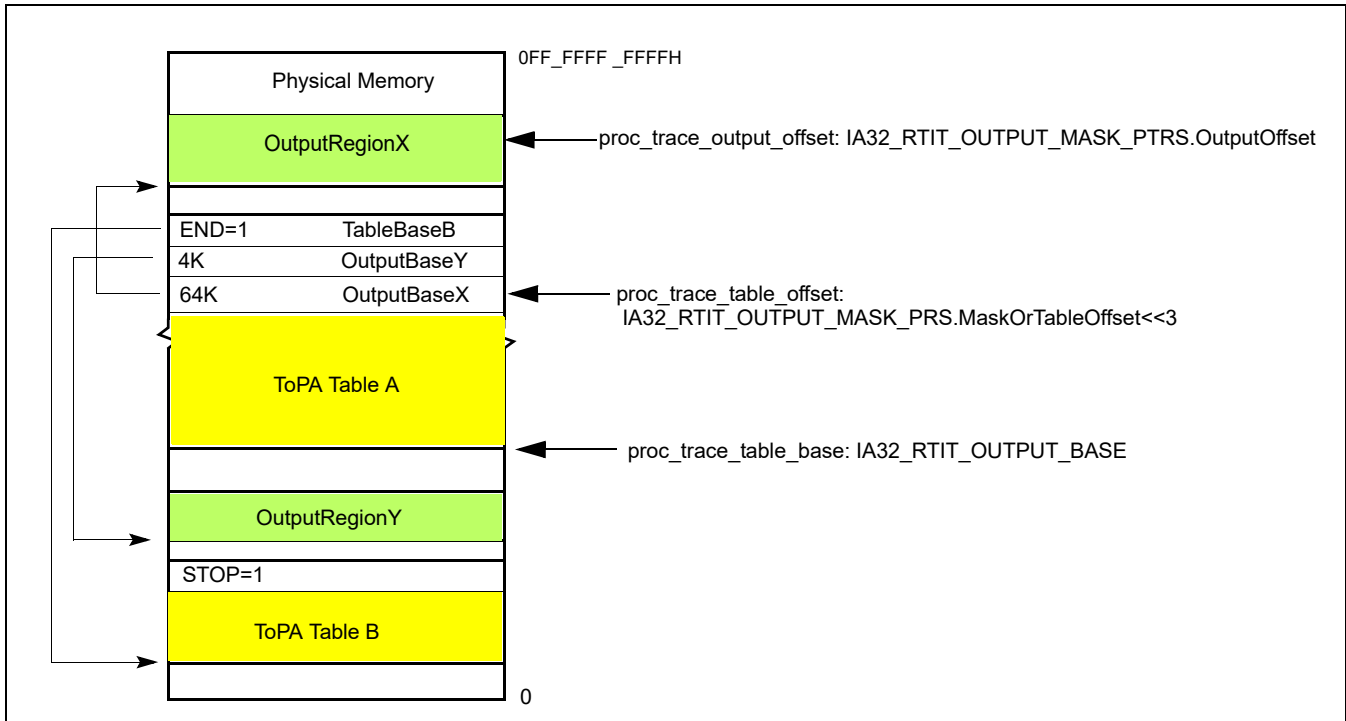 0FF_FFFF _FFFFH
Physical Memory
OutputRegionX
proc_trace_output_offset: IA32_RTIT_OUTPUT_MASK_PTRS.OutputOffset
END=1 TableBaseB
4K OutputBaseY
64K OutputBaseX
proc_trace_table_offset:
IA32_RTIT_OUTPUT_MASK_PRS.MaskOrTableOffset<<3
ToPA Table A
proc_trace_table_base: IA32_RTIT_OUTPUT_BASE
OutputRegionY
STOP=1
ToPA Table B
0